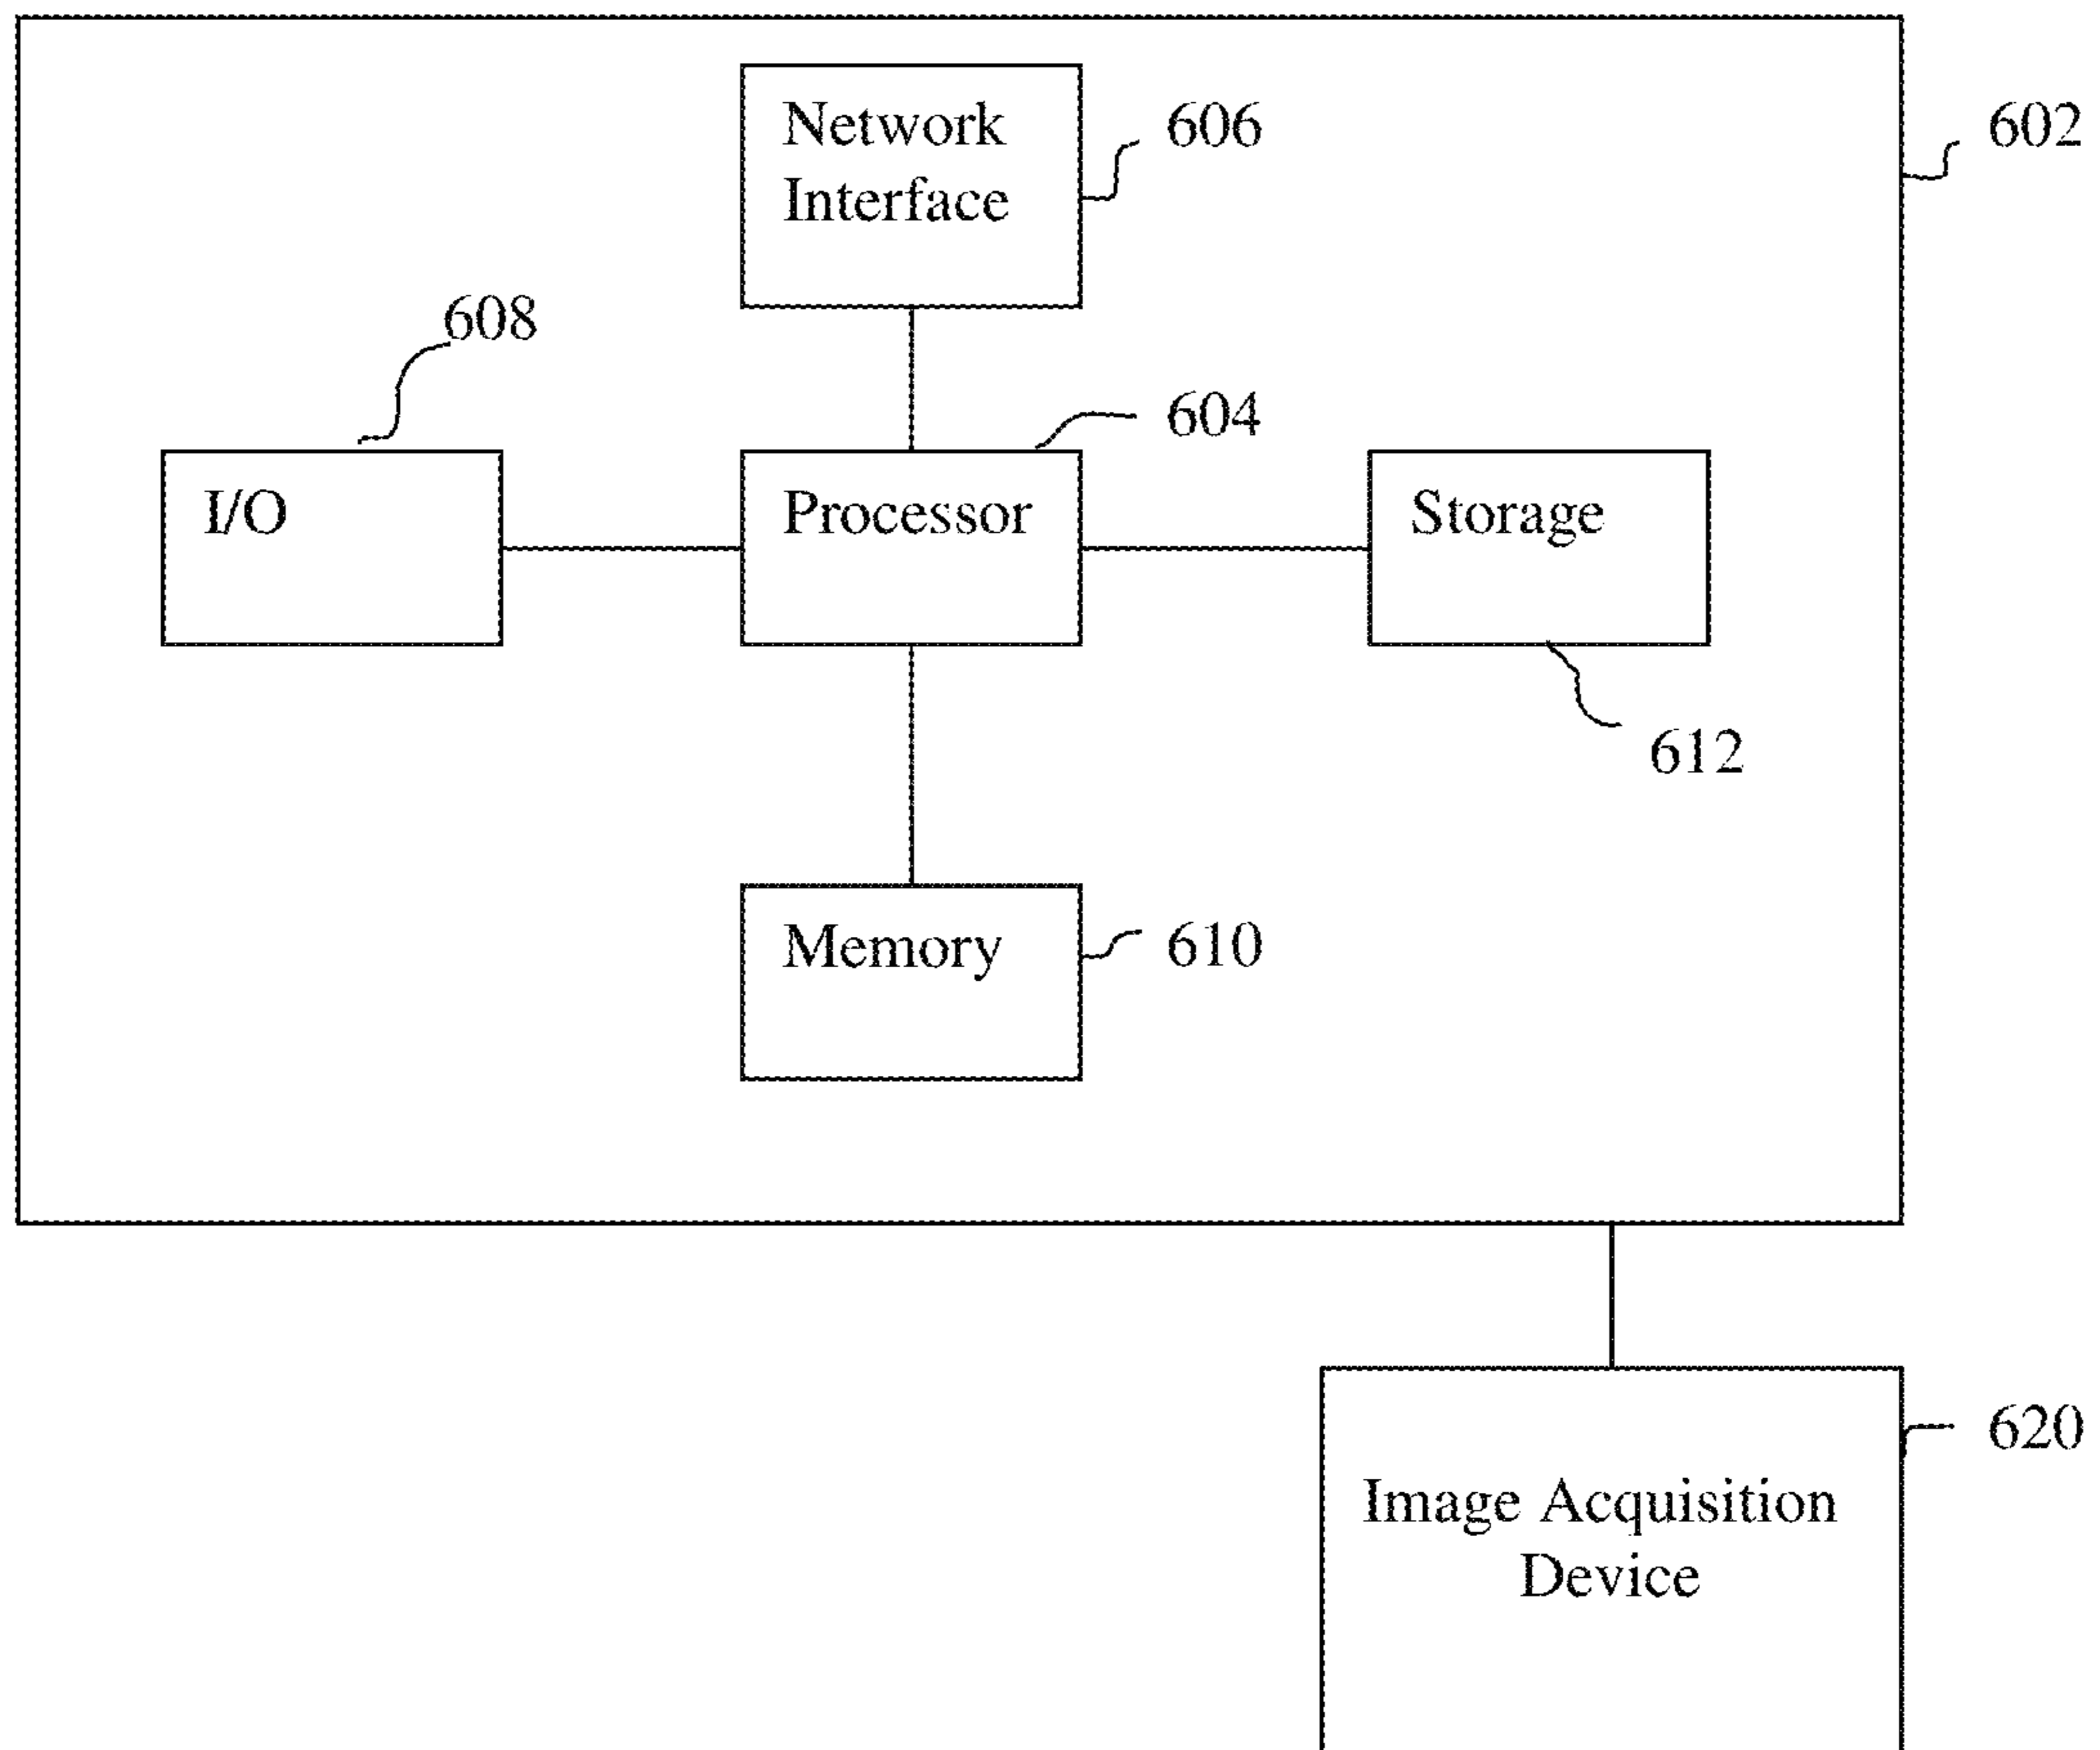 Network
Interface
606
602
608
604
I/O
Processor
Storage
612
Memory
610
620
Image Acquisition
Device